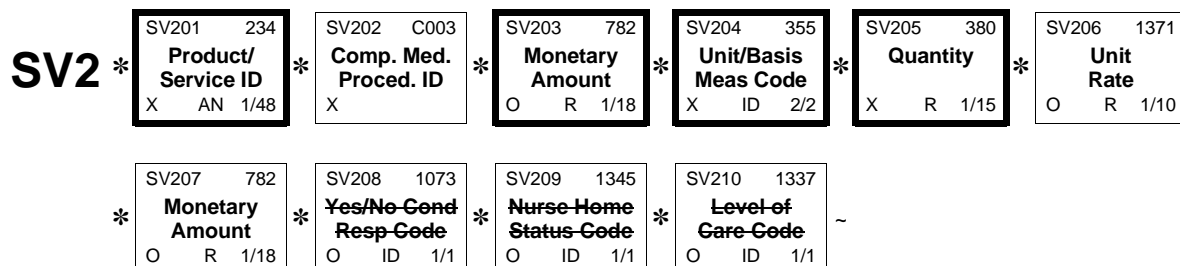 SV2 * SV201 234 * SV202 C003 * SV203 782 * SV204 355 * SV205 380 * SV206 1371
Product/ Comp. Med. Monetary Unit/Basis Quantity Unit
Service ID Proced. ID Amount Meas Code Rate
X AN 1/48 X O R 1/18 X ID 2/2 X R 1/15 O R 1/10
* SV207 782 * SV208 1073 * SV209 1345 * SV210 1337 ~
Monetary Yes/No Cond Nurse Home Level of
Amount Resp Code Status Code Care Code
O R 1/18 O ID 1/1 O ID 1/1 O ID 1/1